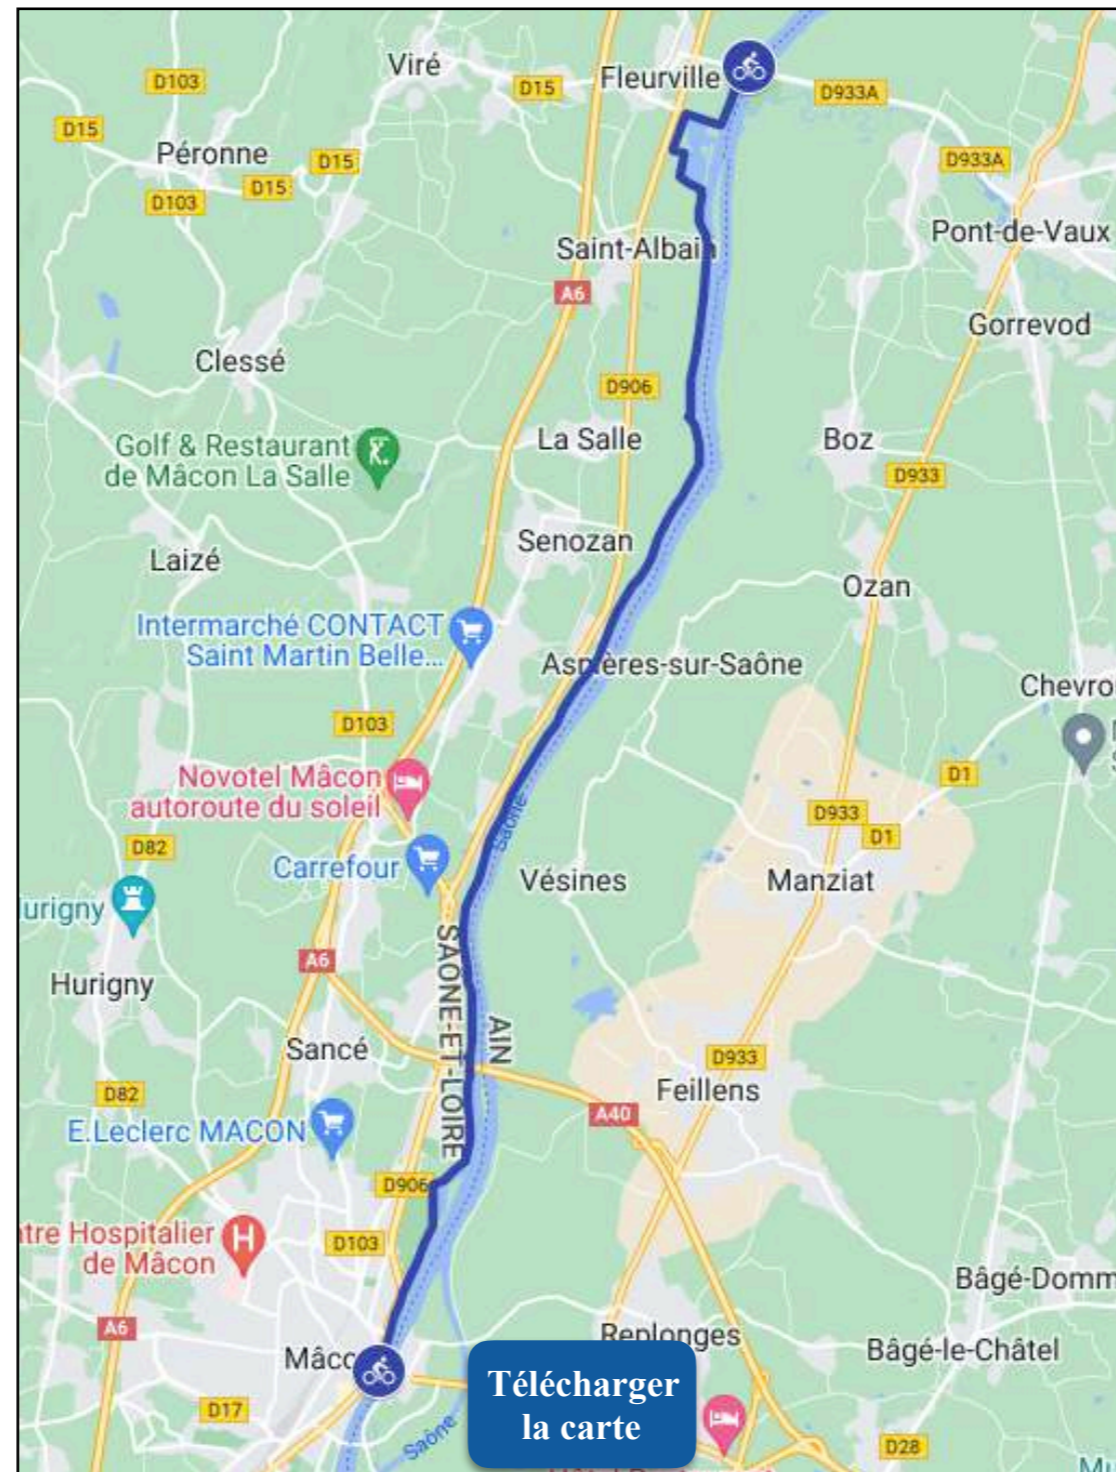 Viré
Fleurville
D103
D15
D933A
D15
Péronne
D15
D933A
D15
D103
Pont-de-Vaux
Saint-Albain
A6
Gorrevod
Clessé
D906
La Salle
Boz
Golf & Restaurant
de Mâcon La Salle
D933
Senozan
Laizé
Ozan
Intermarché CONTACT
Saint Martin Belle...
Asnières-sur-Saône
Chevro
D103
Novotel Mâcon
autoroute du soleil
D1
Saône
D933
D1
D82
Carrefour
Vésines
Manziat
urigny
SAÔNE-ET-LOIRE
A6
Hurigny
AIN
Sancé
D933
Feillens
D82
A40
E.Leclerc MACON
D906
tre Hospitalier
de Mâcon
D103
Bâgé-Domm
A6
Replonges
Bâgé-le-Châtel
Mâco
Télécharger
la carte
D17
Saône
D28